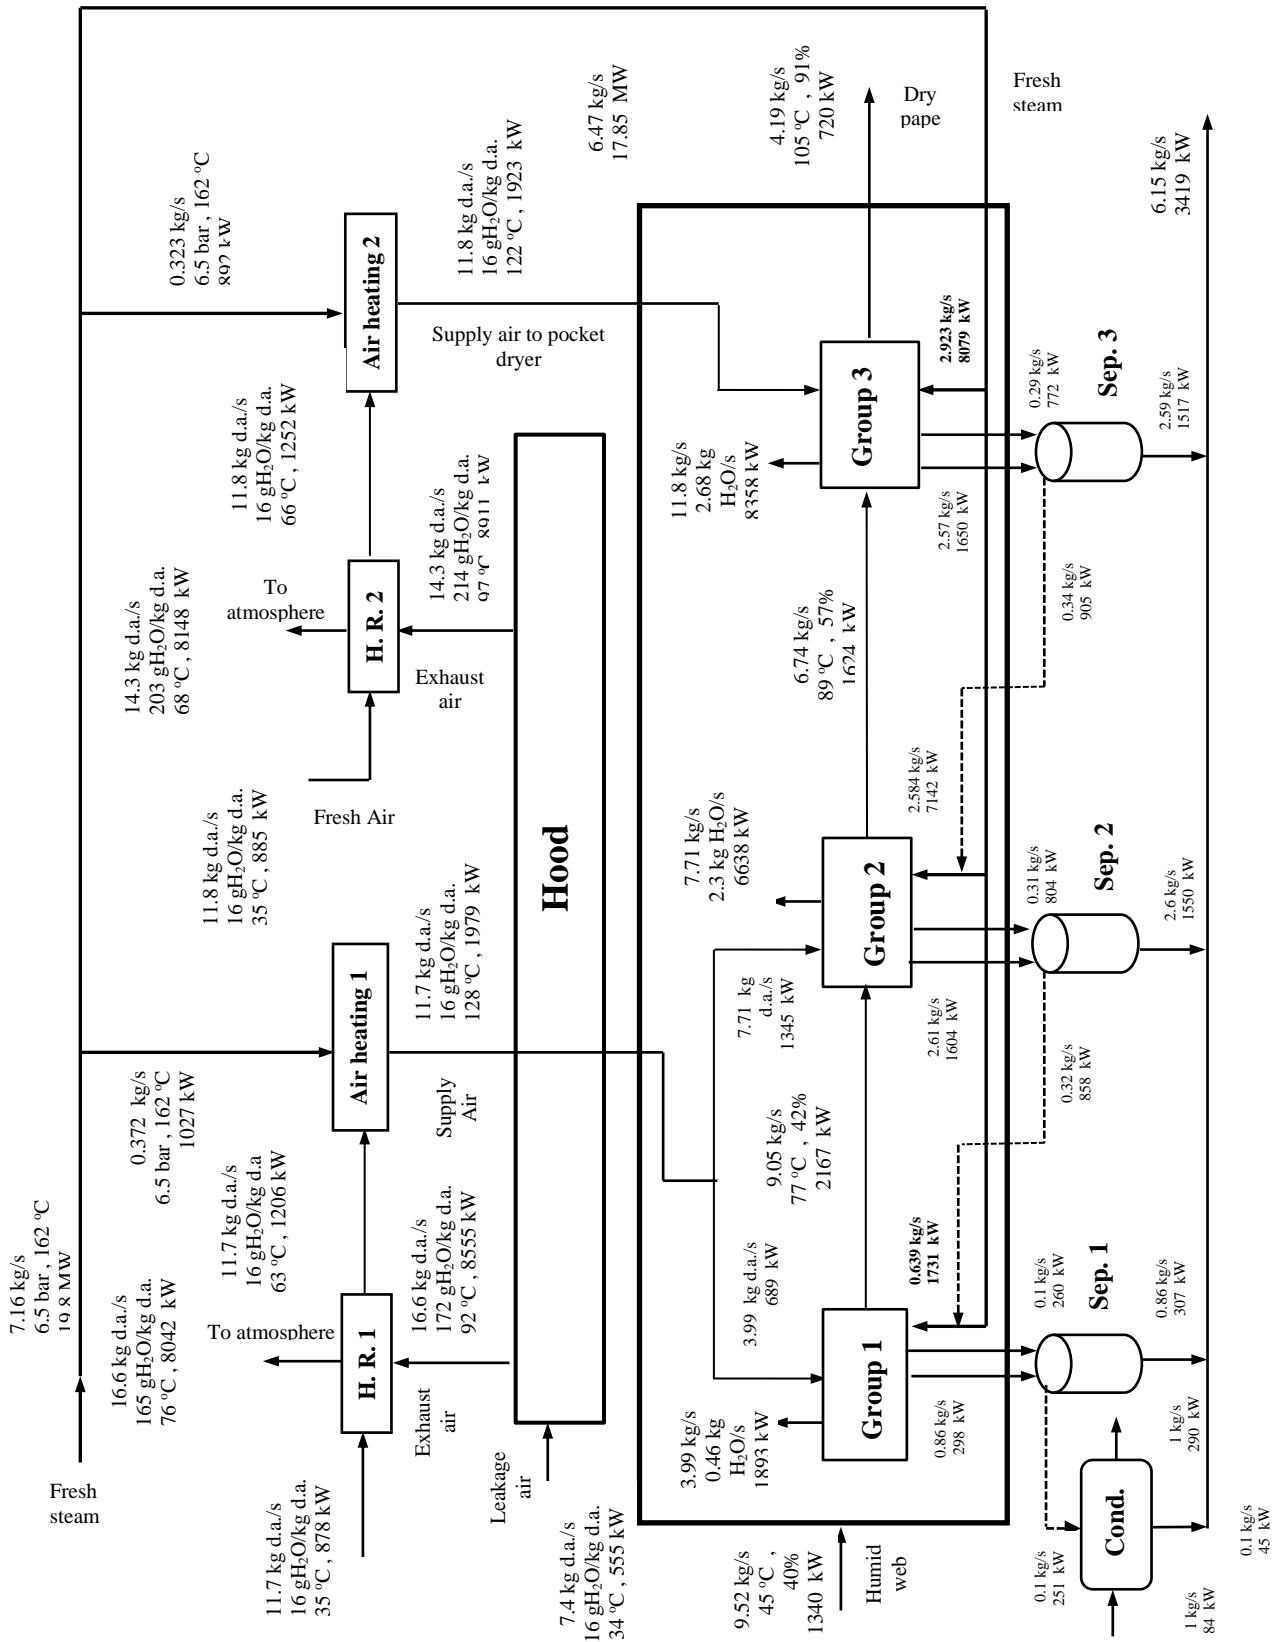 Fresh
steam
7.16 kg/s
6.5 bar , 162 °C
19.8 MW
0.372 kg/s
6.5 bar , 162 °C
1027 kW
0.323 kg/s
6.5 bar , 162 °C
892 kW
16.6 kg d.a./s
165 gH₂O/kg d.a.
76 °C , 8042 kW
To atmosphere
11.7 kg d.a./s
16 gH₂O/kg d.a.
35 °C , 878 kW
H. R. 1
11.7 kg d.a./s
16 gH₂O/kg d.a
63 °C , 1206 kW
Air heating 1
11.7 kg d.a./s
16 gH₂O/kg d.a.
128 °C , 1979 kW
Supply
Air
Exhaust
air
16.6 kg d.a./s
172 gH₂O/kg d.a.
92 °C , 8555 kW
14.3 kg d.a./s
203 gH₂O/kg d.a.
68 °C , 8148 kW
To
atmosphere
Fresh Air
11.8 kg d.a./s
16 gH₂O/kg d.a.
35 °C , 885 kW
H. R. 2
11.8 kg d.a./s
16 gH₂O/kg d.a.
66 °C , 1252 kW
Air heating 2
11.8 kg d.a./s
16 gH₂O/kg d.a.
122 °C , 1923 kW
Supply air to pocket
dryer
Exhaust
air
14.3 kg d.a./s
214 gH₂O/kg d.a.
97 °C , 8911 kW
Leakage
air
7.4 kg d.a./s
16 gH₂O/kg d.a.
34 °C , 555 kW
Hood
6.47 kg/s
17.85 MW
Humid
web
9.52 kg/s
45 °C ,
40%
1340 kW
3.99 kg/s
0.46 kg
H₂O/s
1893 kW
3.99 kg d.a./s
689 kW
Group 1
9.05 kg/s
77 °C , 42%
2167 kW
7.71 kg
d.a./s
1345 kW
7.71 kg/s
2.3 kg H₂O/s
6638 kW
Group 2
6.74 kg/s
89 °C , 57%
1624 kW
11.8 kg/s
2.68 kg
H₂O/s
8358 kW
Group 3
4.19 kg/s
105 °C , 91%
720 kW
Dry
pape
Fresh
steam
0.639 kg/s
1731 kW
2.584 kg/s
7142 kW
2.923 kg/s
8079 kW
0.86 kg/s
298 kW
0.1 kg/s
260 kW
Sep. 1
0.86 kg/s
307 kW
2.61 kg/s
1604 kW
0.31 kg/s
804 kW
Sep. 2
0.32 kg/s
858 kW
2.6 kg/s
1550 kW
2.57 kg/s
1650 kW
0.29 kg/s
772 kW
Sep. 3
0.34 kg/s
905 kW
2.59 kg/s
1517 kW
0.1 kg/s
251 kW
Cond.
1 kg/s
84 kW
1 kg/s
290 kW
0.1 kg/s
45 kW
6.15 kg/s
3419 kW